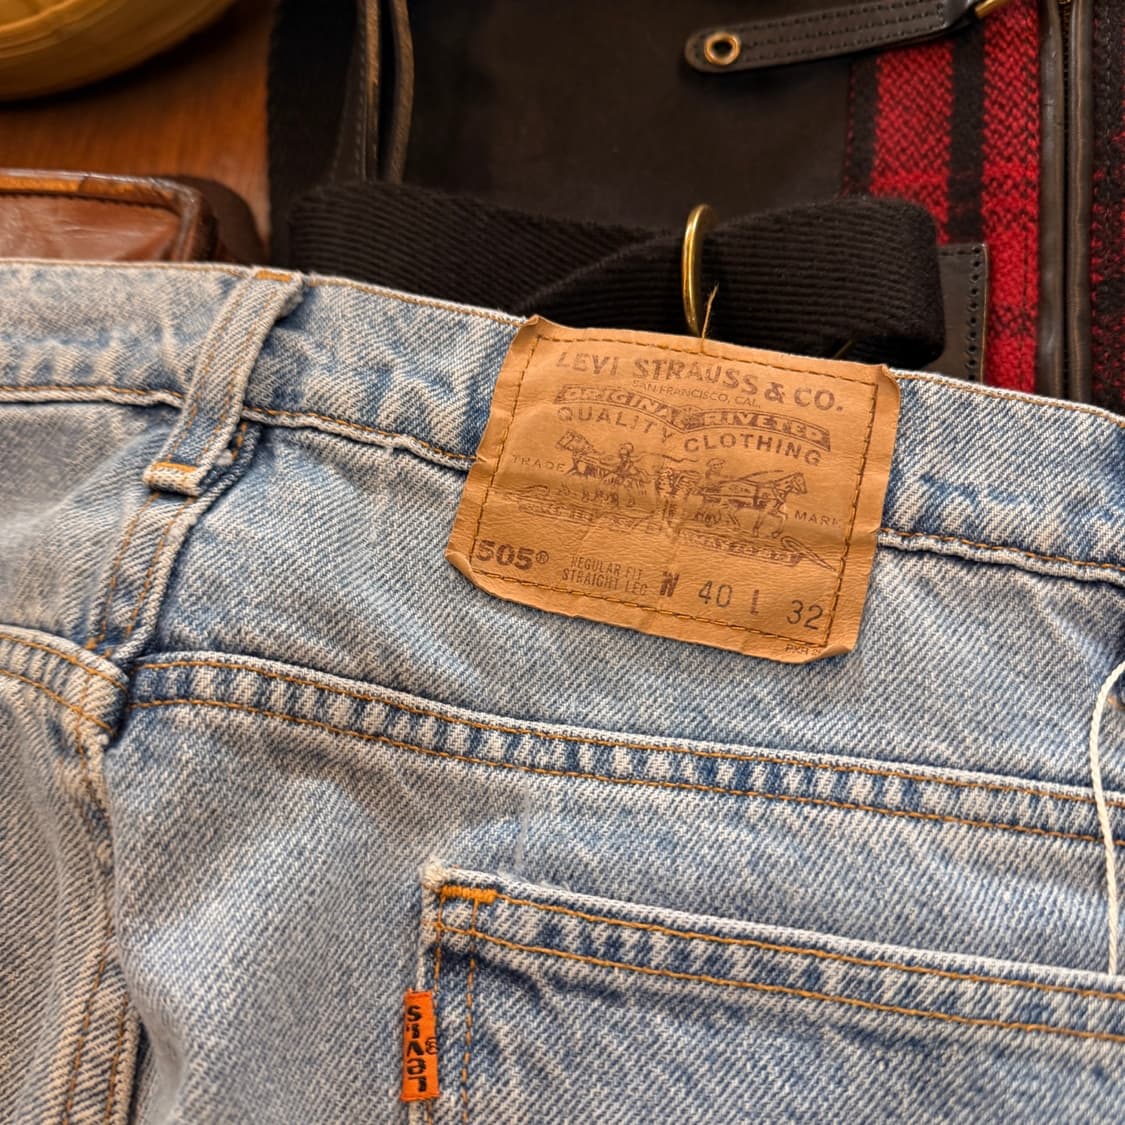 LEVI STRAUSS & CO.
SAN FRANCISCO, CAL.
ORIGINAL RIVETED
QUALITY CLOTHING
TRADE MARK
505® REGULAR FIT
STRAIGHT LEG W 40 L 32
LEVI'S®